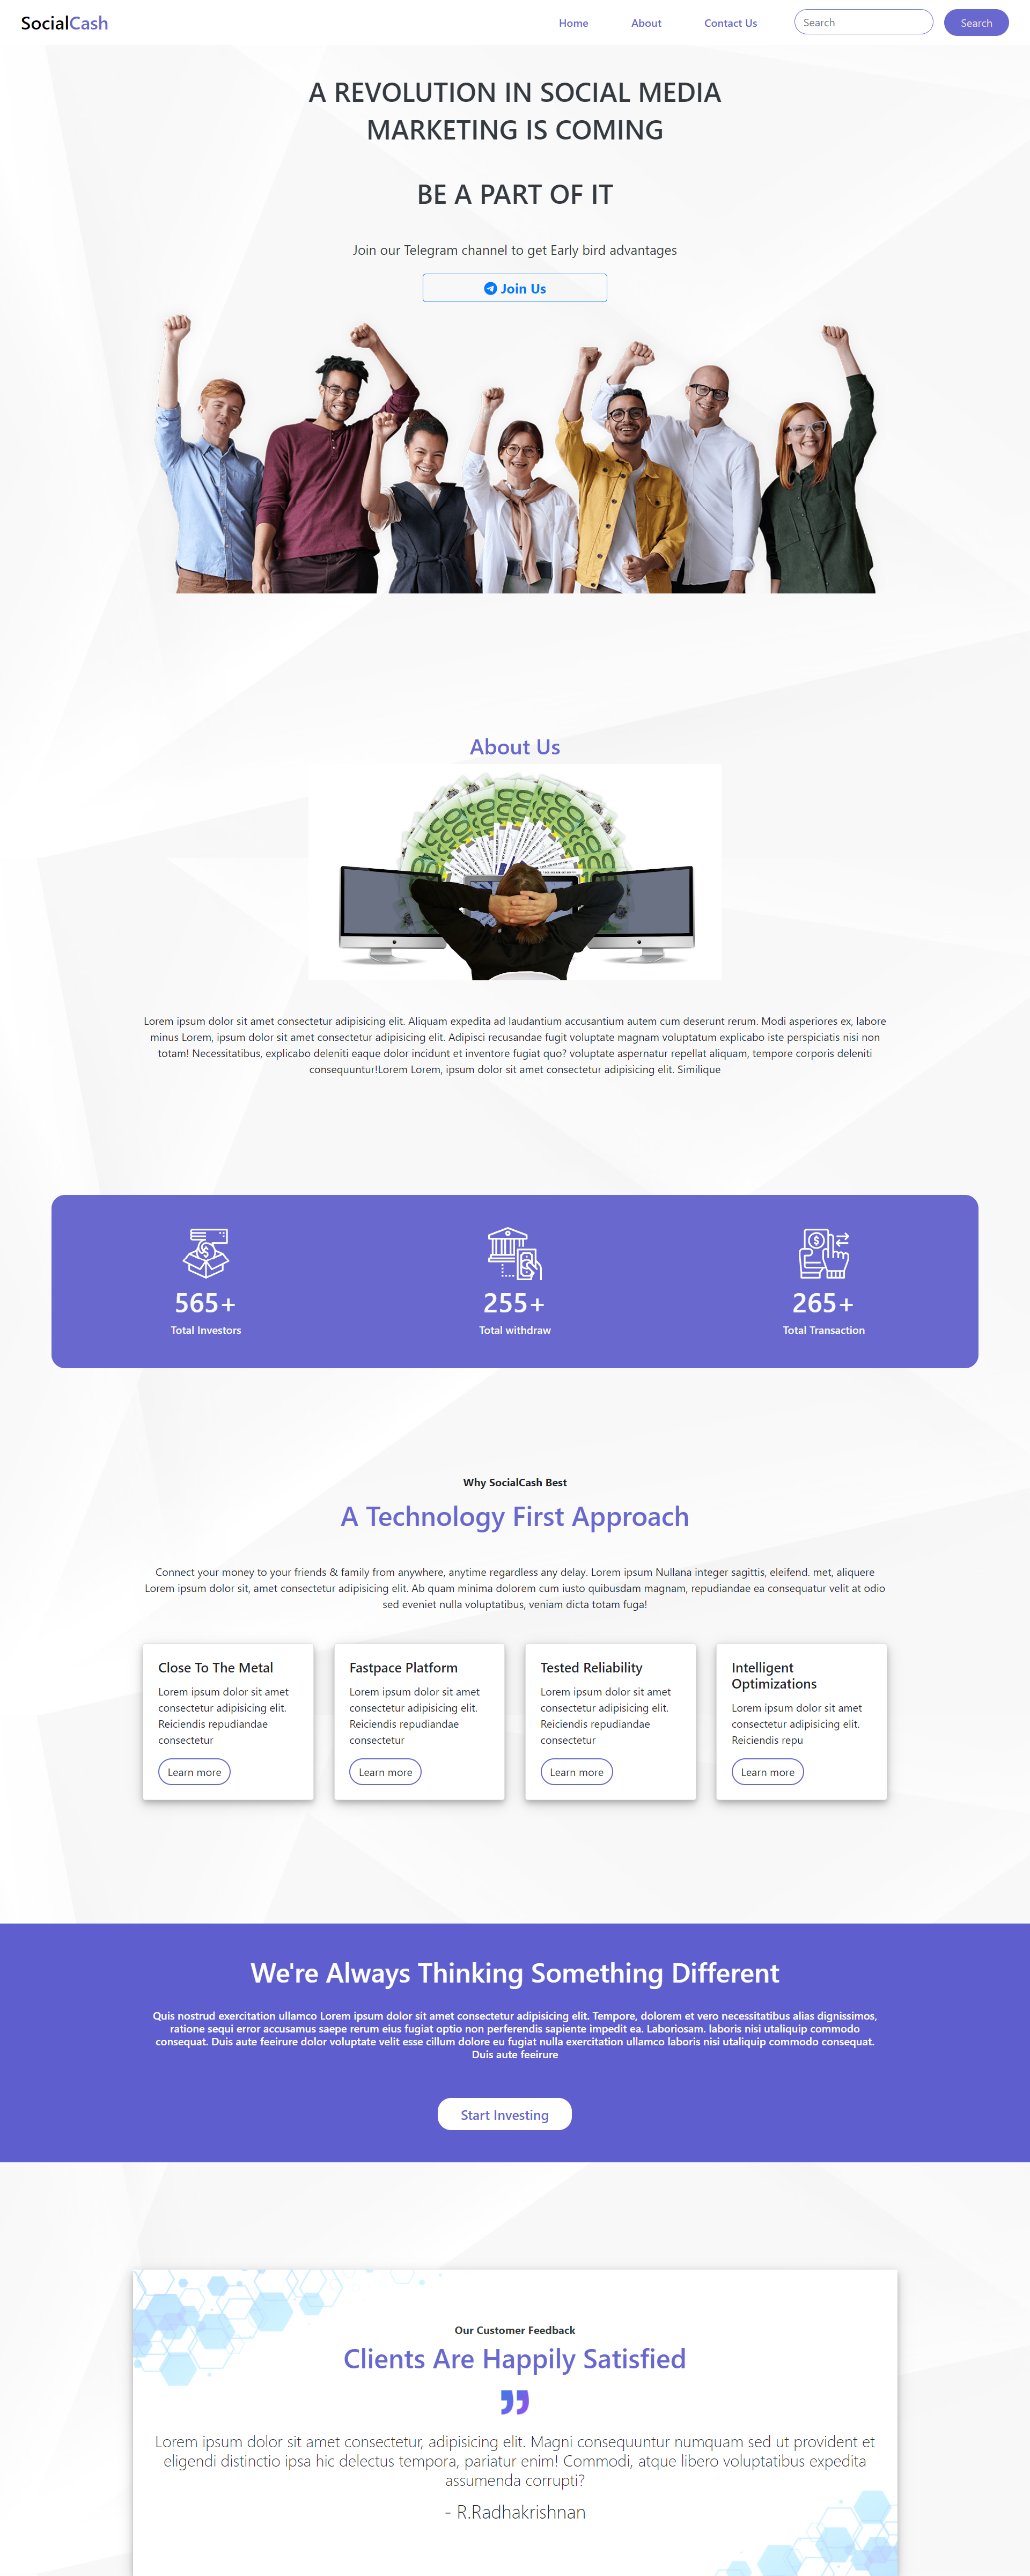 SocialCash
Home About Contact Us Search Search
A REVOLUTION IN SOCIAL MEDIA
MARKETING IS COMING
BE A PART OF IT
Join our Telegram channel to get Early bird advantages
Join Us
About Us
Lorem ipsum dolor sit amet consectetur adipisicing elit. Aliquam expedita ad laudantium accusantium autem cum deserunt rerum. Modi asperiores ex, labore
minus Lorem, ipsum dolor sit amet consectetur adipisicing elit. Adipisci recusandae fugit voluptate magnam voluptatum explicabo iste perspiciatis nisi non
totam! Necessitatibus, explicabo deleniti eaque dolor incidunt et inventore fugiat quo? voluptate aspernatur repellat aliquam, tempore corporis deleniti
consequuntur!Lorem Lorem, ipsum dolor sit amet consectetur adipisicing elit. Similique
565+
Total Investors
255+
Total withdraw
265+
Total Transaction
Why SocialCash Best
A Technology First Approach
Connect your money to your friends & family from anywhere, anytime regardless any delay. Lorem ipsum Nullana integer sagittis, eleifend. met, aliquere
Lorem ipsum dolor sit, amet consectetur adipisicing elit. Ab quam minima dolorem cum iusto quibusdam magnam, repudiandae ea consequatur velit at odio
sed eveniet nulla voluptatibus, veniam dicta totam fuga!
Close To The Metal
Lorem ipsum dolor sit amet
consectetur adipisicing elit.
Reiciendis repudiandae
consectetur
Learn more
Fastpace Platform
Lorem ipsum dolor sit amet
consectetur adipisicing elit.
Reiciendis repudiandae
consectetur
Learn more
Tested Reliability
Lorem ipsum dolor sit amet
consectetur adipisicing elit.
Reiciendis repudiandae
consectetur
Learn more
Intelligent
Optimizations
Lorem ipsum dolor sit amet
consectetur adipisicing elit.
Reiciendis repu
Learn more
We're Always Thinking Something Different
Quis nostrud exercitation ullamco Lorem ipsum dolor sit amet consectetur adipisicing elit. Tempore, dolorem et vero necessitatibus alias dignissimos,
ratione sequi error accusamus saepe rerum eius fugiat optio non perferendis sapiente impedit ea. Laboriosam. laboris nisi utaliquip commodo
consequat. Duis aute feeirure dolor voluptate velit esse cillum dolore eu fugiat nulla exercitation ullamco laboris nisi utaliquip commodo consequat.
Duis aute feeirure
Start Investing
Our Customer Feedback
Clients Are Happily Satisfied
Lorem ipsum dolor sit amet consectetur, adipisicing elit. Magni consequuntur numquam sed ut provident et
eligendi distinctio ipsa hic delectus tempora, pariatur enim! Commodi, atque libero voluptatibus expedita
assumenda corrupti?
- R.Radhakrishnan